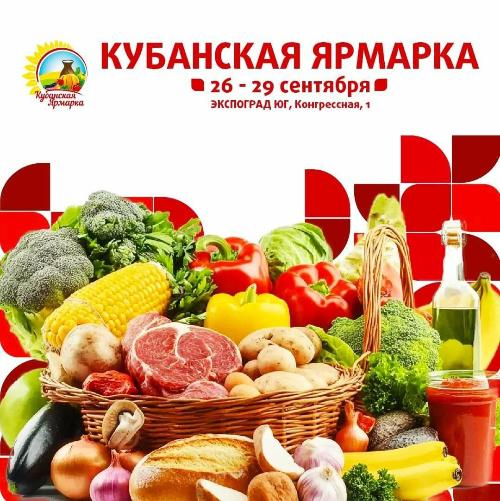 КУБАНСКАЯ ЯРМАРКА
26 - 29 сентября
ЭКСПОГРАД ЮГ, Конгрессная, 1
Кубанская
Ярмарка